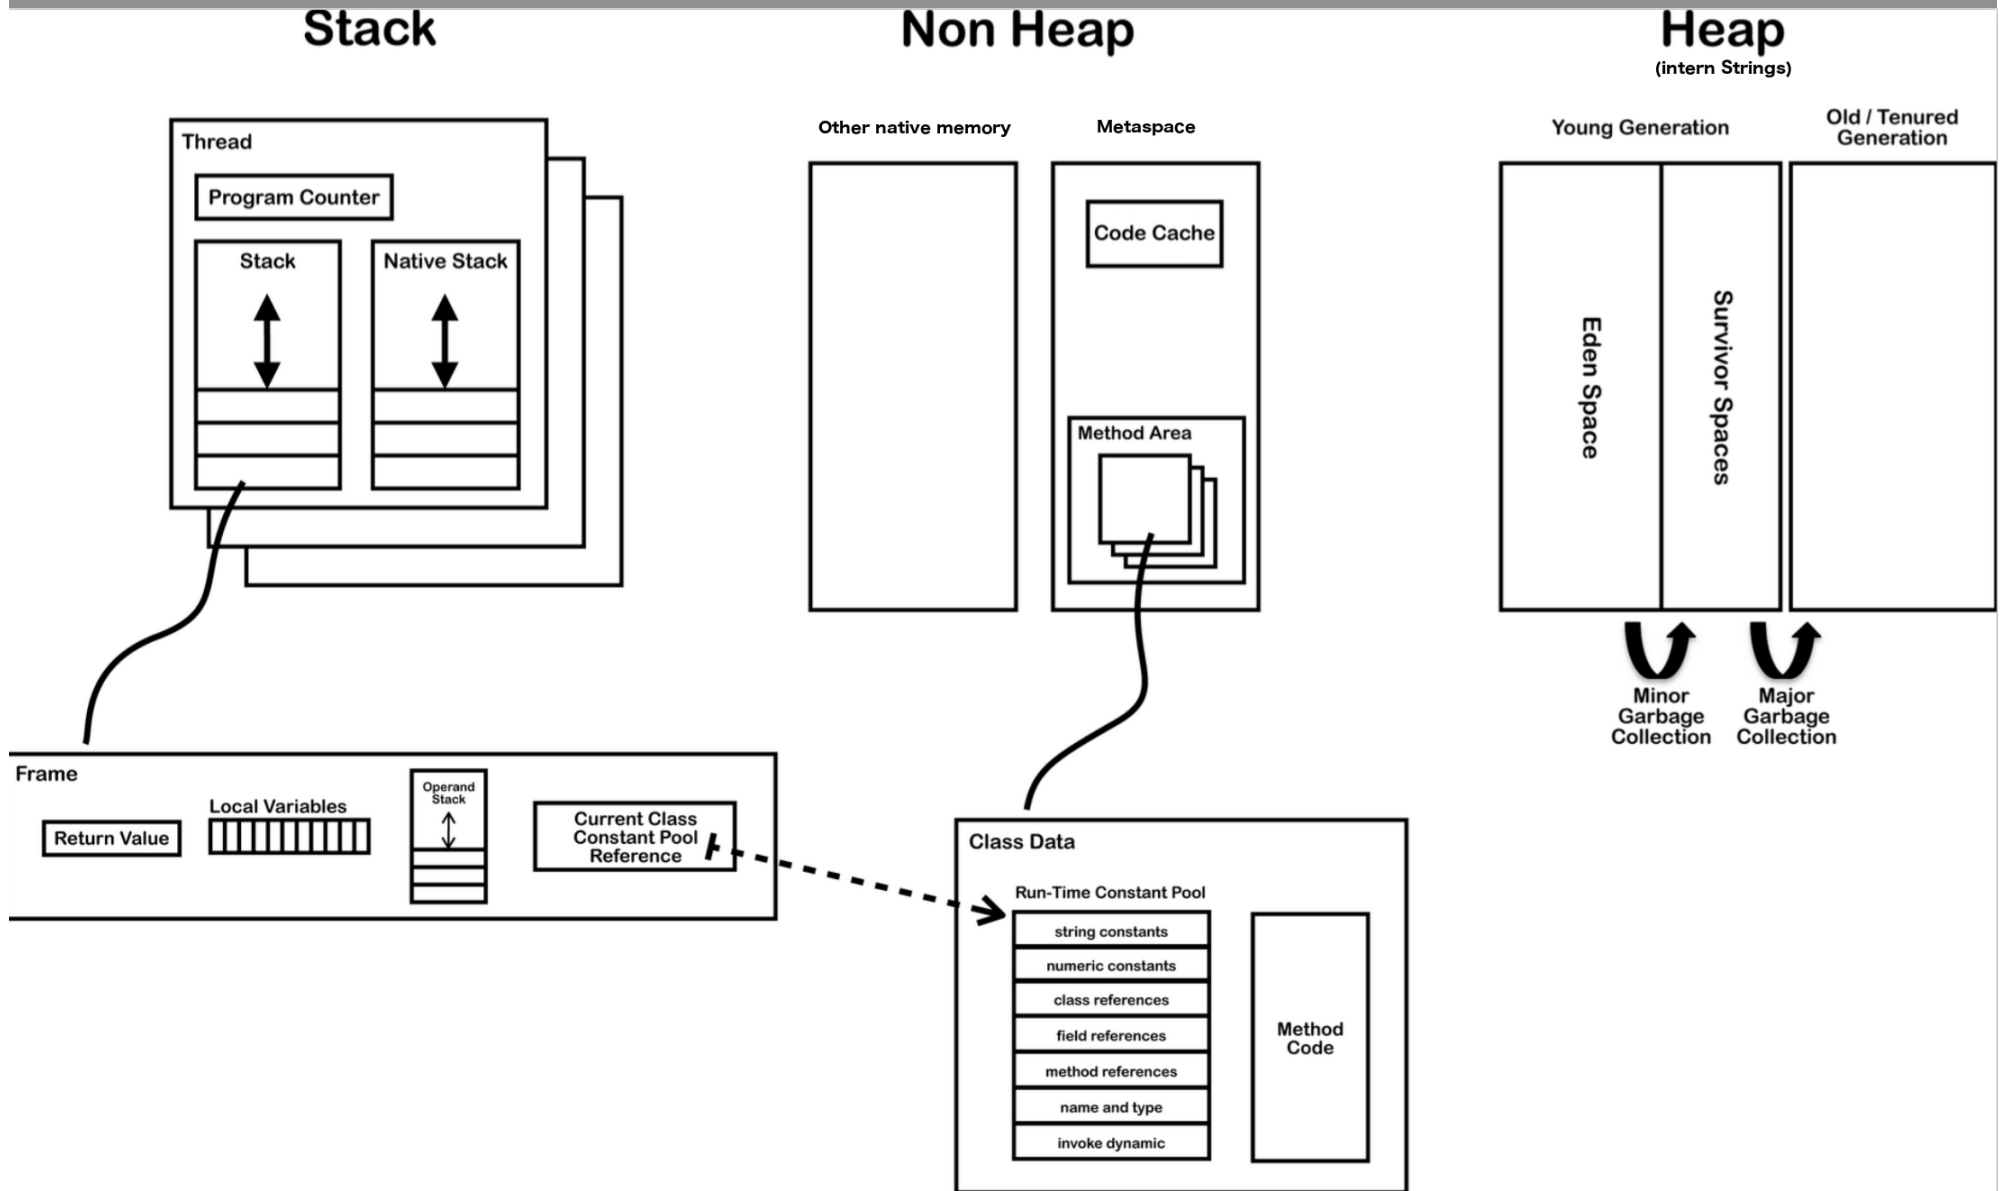 Stack
Non Heap
Heap
(intern Strings)
Thread
Program Counter
Stack
Native Stack
Other native memory
Metaspace
Code Cache
Method Area
Young Generation
Old / Tenured
Generation
Eden Space
Survivor Spaces
Minor
Garbage
Collection
Major
Garbage
Collection
Frame
Return Value
Local Variables
Operand
Stack
Current Class
Constant Pool
Reference
Class Data
Run-Time Constant Pool
string constants
numeric constants
class references
field references
method references
name and type
invoke dynamic
Method
Code